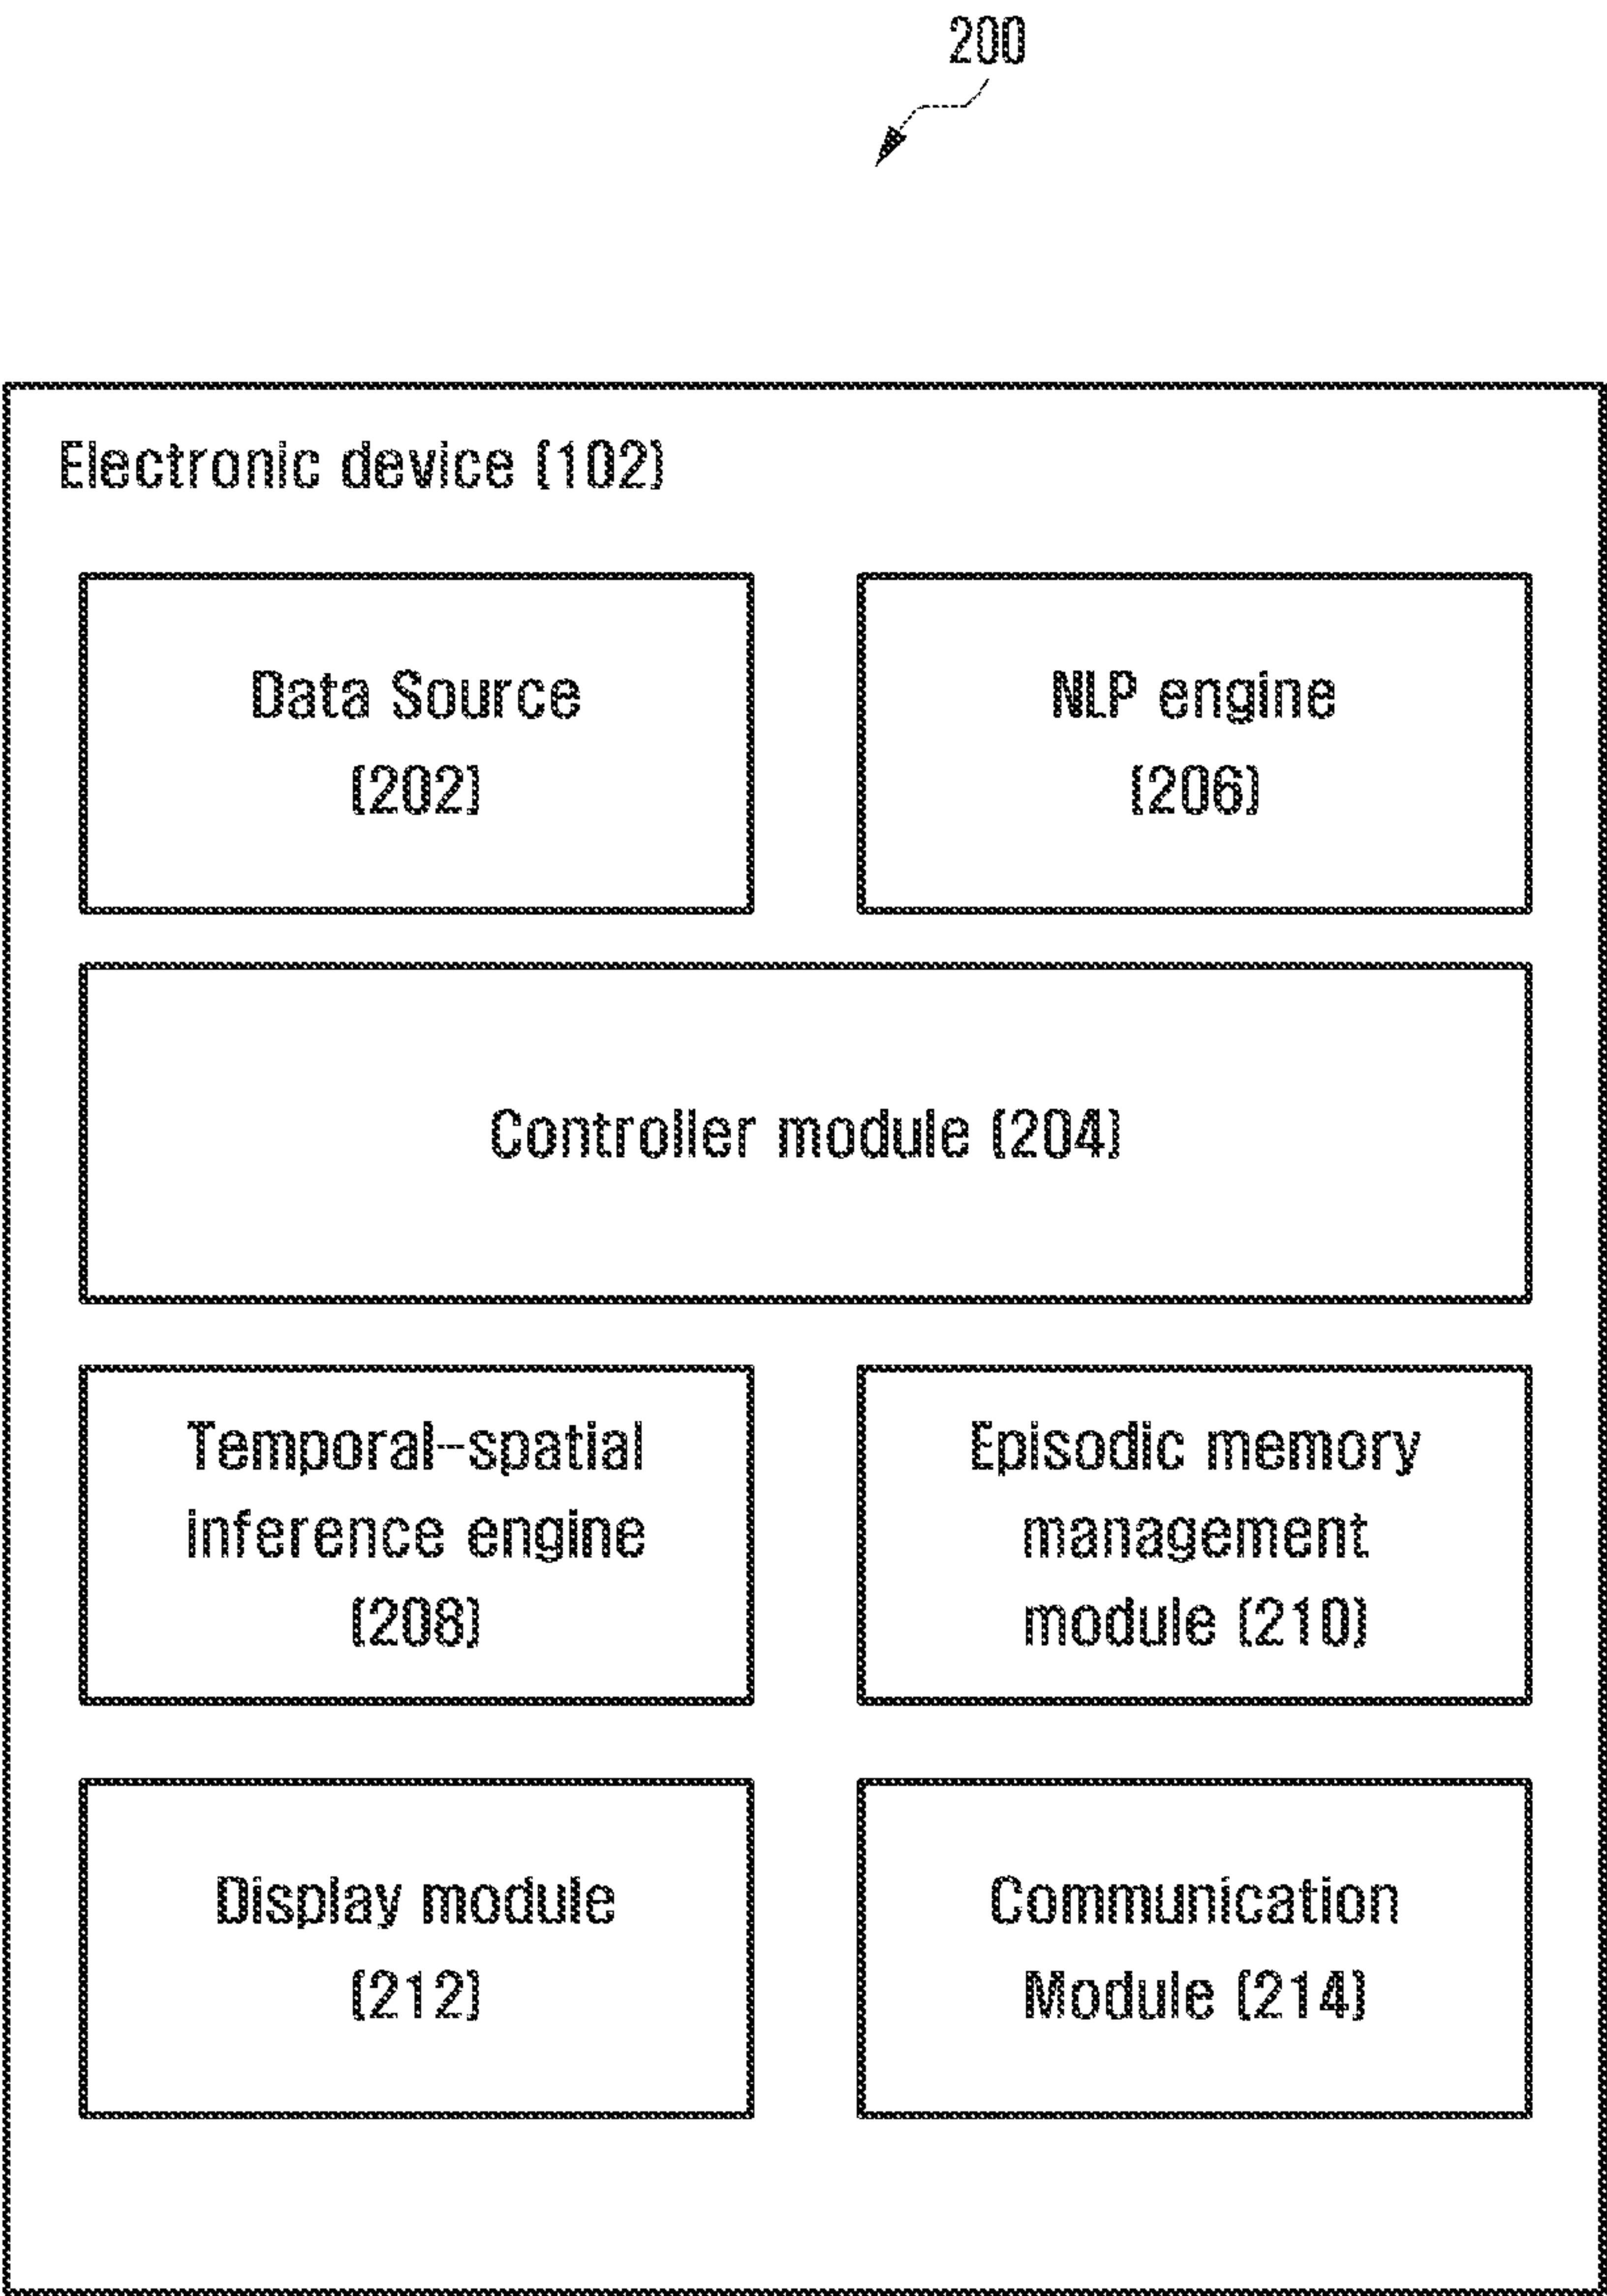 200
Electronic device (102)
Data Source
(202)
NLP engine
(206)
Controller module (204)
Temporal-spatial
inference engine
(208)
Episodic memory
management
module (210)
Display module
(212)
Communication
Module (214)